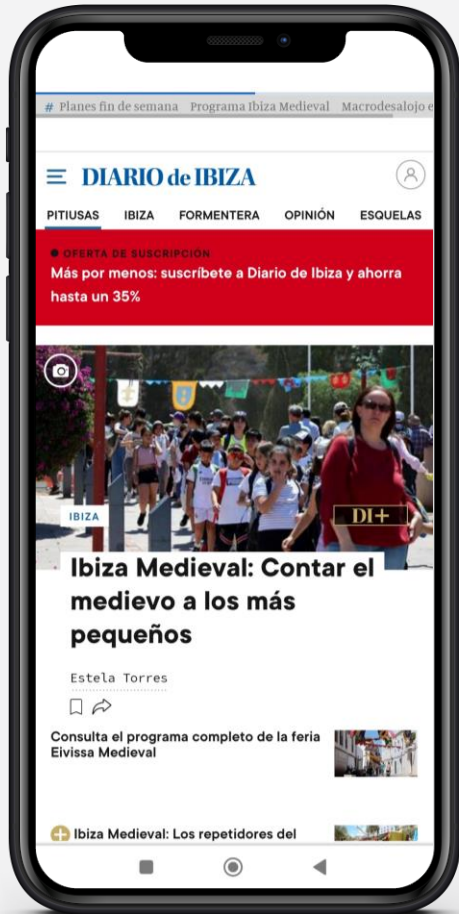 # Planes fin de semana Programa Ibiza Medieval Macrodesalojo e
DIARIO de IBIZA
PITIUSAS IBIZA FORMENTERA OPINIÓN ESQUELAS
OFERTA DE SUSCRIPCIÓN
Más por menos: suscríbete a Diario de Ibiza y ahorra
hasta un 35%
IBIZA
DI+
Ibiza Medieval: Contar el
medievo a los más
pequeños
Estela Torres
Consulta el programa completo de la feria
Eivissa Medieval
Ibiza Medieval: Los repetidores del